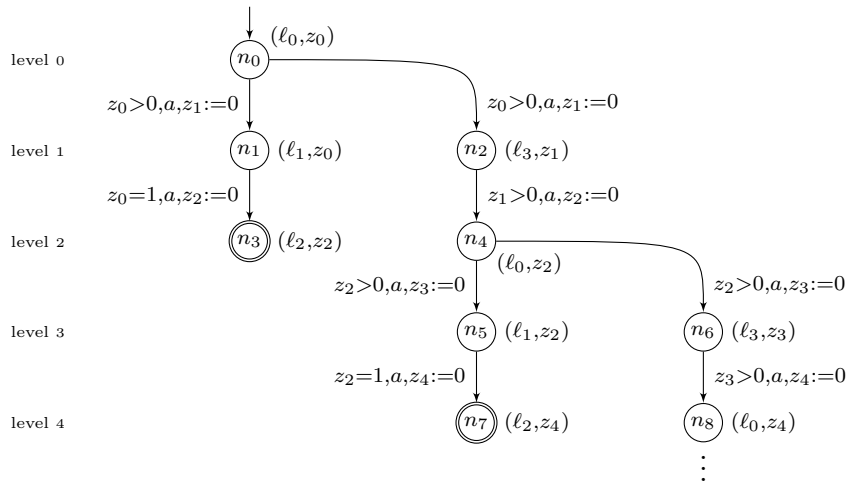 (ℓ₀,z₀)
level 0 n₀
z₀>0,a,z₁:=0 z₀>0,a,z₁:=0
level 1 n₁ (ℓ₁,z₀) n₂ (ℓ₃,z₁)
z₀=1,a,z₂:=0 z₁>0,a,z₂:=0
level 2 n₃ (ℓ₂,z₂) n₄
(ℓ₀,z₂)
z₂>0,a,z₃:=0 z₂>0,a,z₃:=0
level 3 n₅ (ℓ₁,z₂) n₆ (ℓ₃,z₃)
z₂=1,a,z₄:=0 z₃>0,a,z₄:=0
level 4 n₇ (ℓ₂,z₄) n₈ (ℓ₀,z₄)
⋮